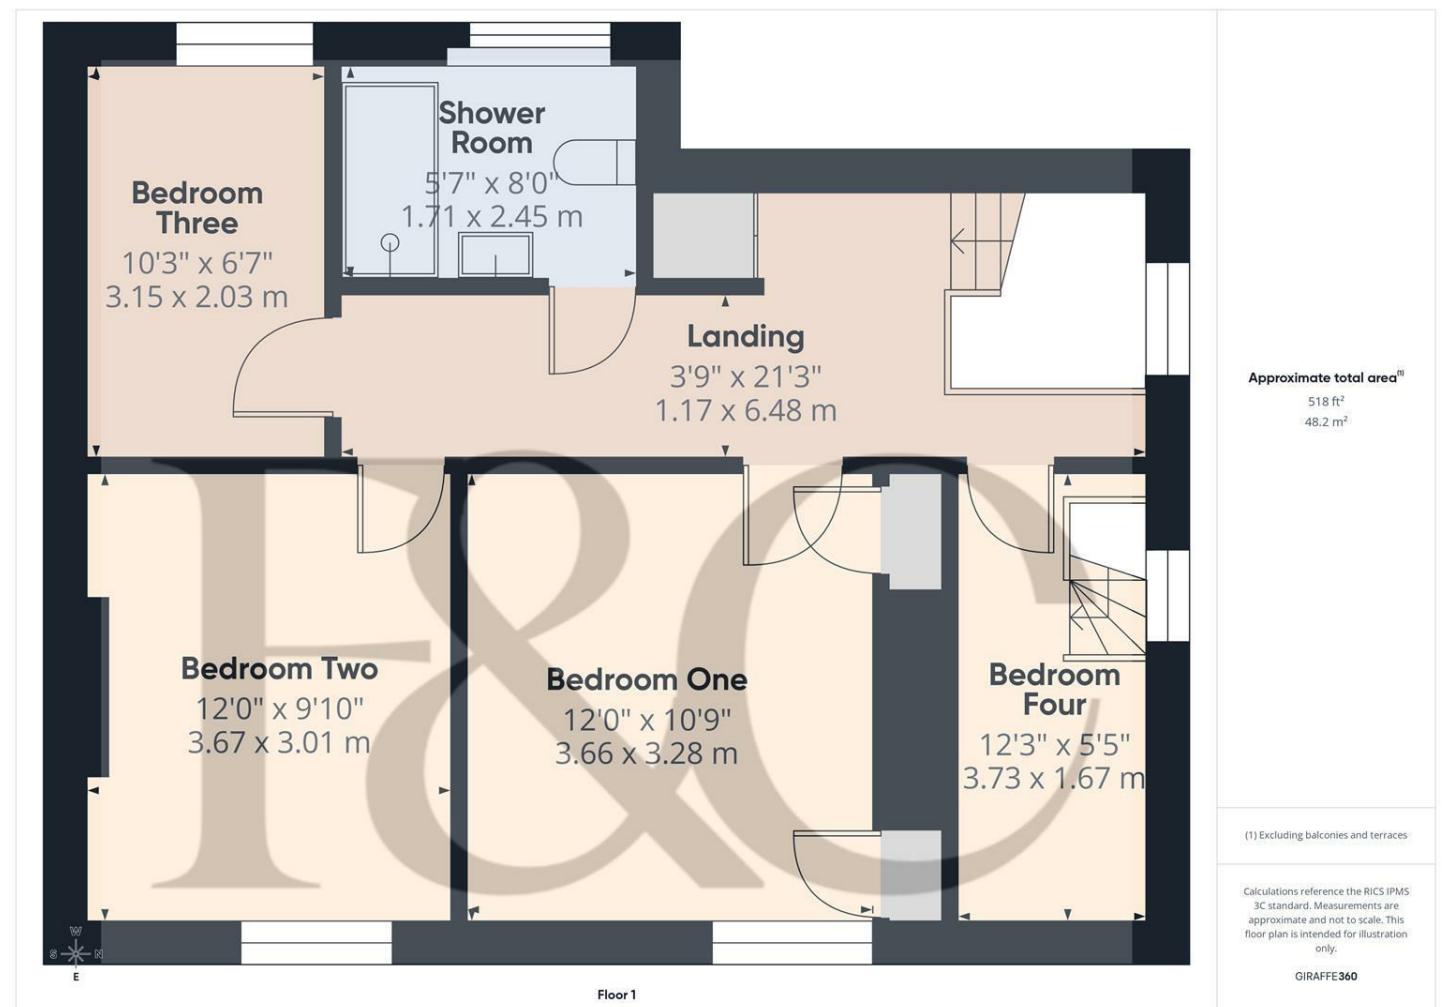 Shower
Room
5'7" x 8'0"
1.71 x 2.45 m
Bedroom
Three
10'3" x 6'7"
3.15 x 2.03 m
Landing
3'9" x 21'3"
1.17 x 6.48 m
Bedroom Two
12'0" x 9'10"
3.67 x 3.01 m
Bedroom One
12'0" x 10'9"
3.66 x 3.28 m
Bedroom
Four
12'3" x 5'5"
3.73 x 1.67 m
F&C
W
S N
E
Floor 1
Approximate total area(1)
518 ft²
48.2 m²
(1) Excluding balconies and terraces
Calculations reference the RICS IPMS
3C standard. Measurements are
approximate and not to scale. This
floor plan is intended for illustration
only.
GIRAFFE360